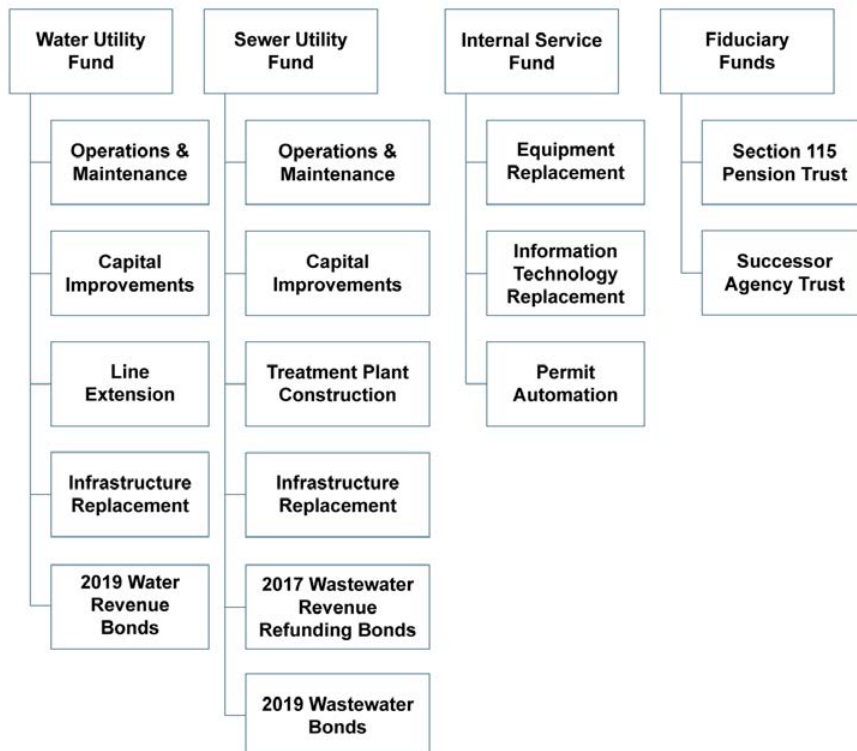 Water Utility
Fund
Operations &
Maintenance
Capital
Improvements
Line
Extension
Infrastructure
Replacement
2019 Water
Revenue
Bonds
Sewer Utility
Fund
Operations &
Maintenance
Capital
Improvements
Treatment Plant
Construction
Infrastructure
Replacement
2017 Wastewater
Revenue
Refunding Bonds
2019 Wastewater
Bonds
Internal Service
Fund
Equipment
Replacement
Information
Technology
Replacement
Permit
Automation
Fiduciary
Funds
Section 115
Pension Trust
Successor
Agency Trust